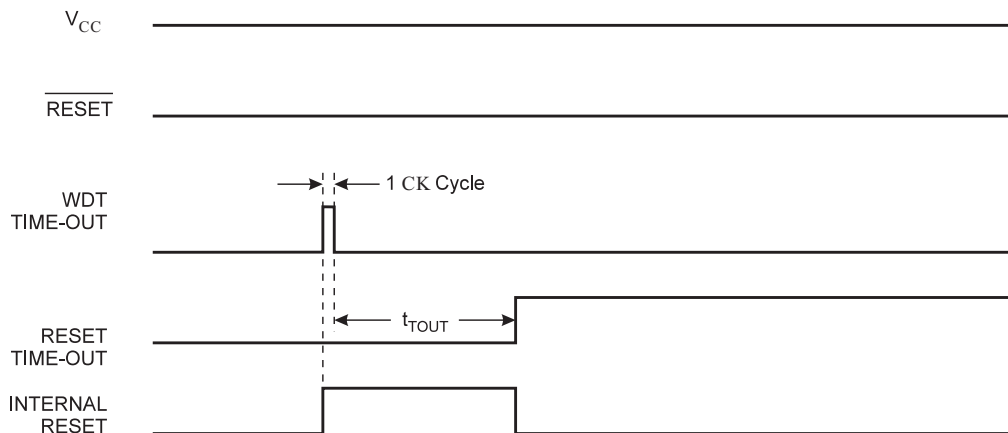 VCC
RESET
1 CK Cycle
WDT
TIME-OUT
tTOUT
RESET
TIME-OUT
INTERNAL
RESET